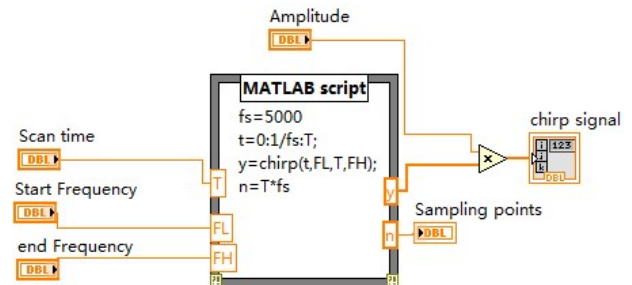 Amplitude
DBL
MATLAB script
fs=5000
t=0:1/fs:T;
y=chirp(t,FL,T,FH);
n=T*fs
chirp signal
i 123
j
k
DBL
x
Scan time
DBL
T
Start Frequency
DBL
FL
end Frequency
DBL
FH
y
n
Sampling points
DBL